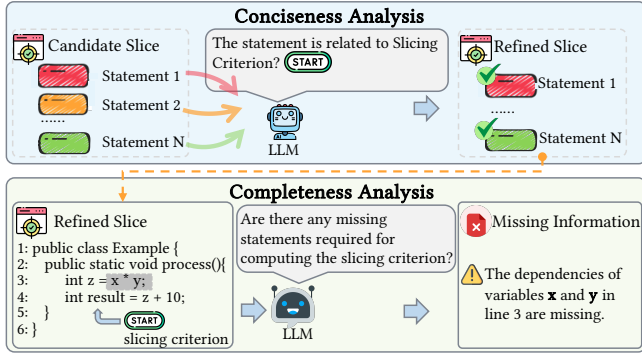 Conciseness Analysis
Candidate Slice
Statement 1
Statement 2
......
Statement N
The statement is related to Slicing
Criterion? START
LLM
Refined Slice
Statement 1
......
Statement N
Completeness Analysis
Refined Slice
1: public class Example {
2: public static void process(){
3: int z = x * y;
4: int result = z + 10;
5: }
6: }
START
slicing criterion
Are there any missing
statements required for
computing the slicing criterion?
LLM
Missing Information
The dependencies of
variables x and y in
line 3 are missing.